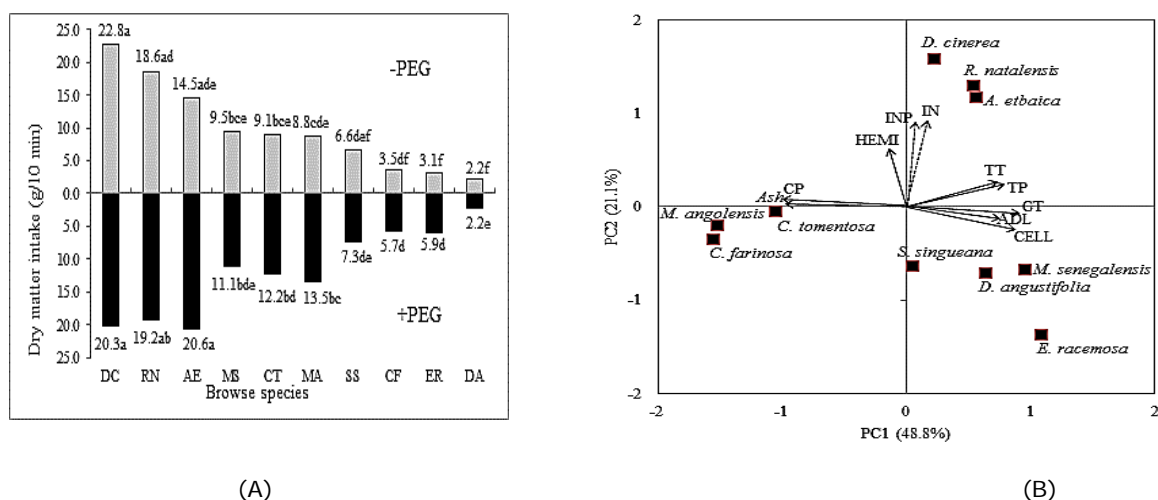 25.0
20.0
15.0
10.0
5.0
0.0
5.0
10.0
15.0
20.0
25.0
Dry matter intake (g/10 min)
22.8a
18.6ad
14.5ade
9.5bce
9.1bce
8.8cde
6.6def
3.5df
3.1f
2.2f
-PEG
20.3a
19.2ab
20.6a
11.1bde
12.2bd
13.5bc
7.3de
5.7d
5.9d
2.2e
+PEG
DC RN AE MS CT MA SS CF ER DA
Browse species
(A)
2
1
0
-1
-2
PC2 (21.1%)
D. cinerea
R. natalensis
A. etbaica
INP IN
HEMI
TT
TP
CP
Ash
GT
ADL
CELL
M. angolensis
C. tomentosa
C. farinosa
S. singueana
M. senegalensis
D. angustifolia
E. racemosa
-2 -1 0 1 2
PC1 (48.8%)
(B)